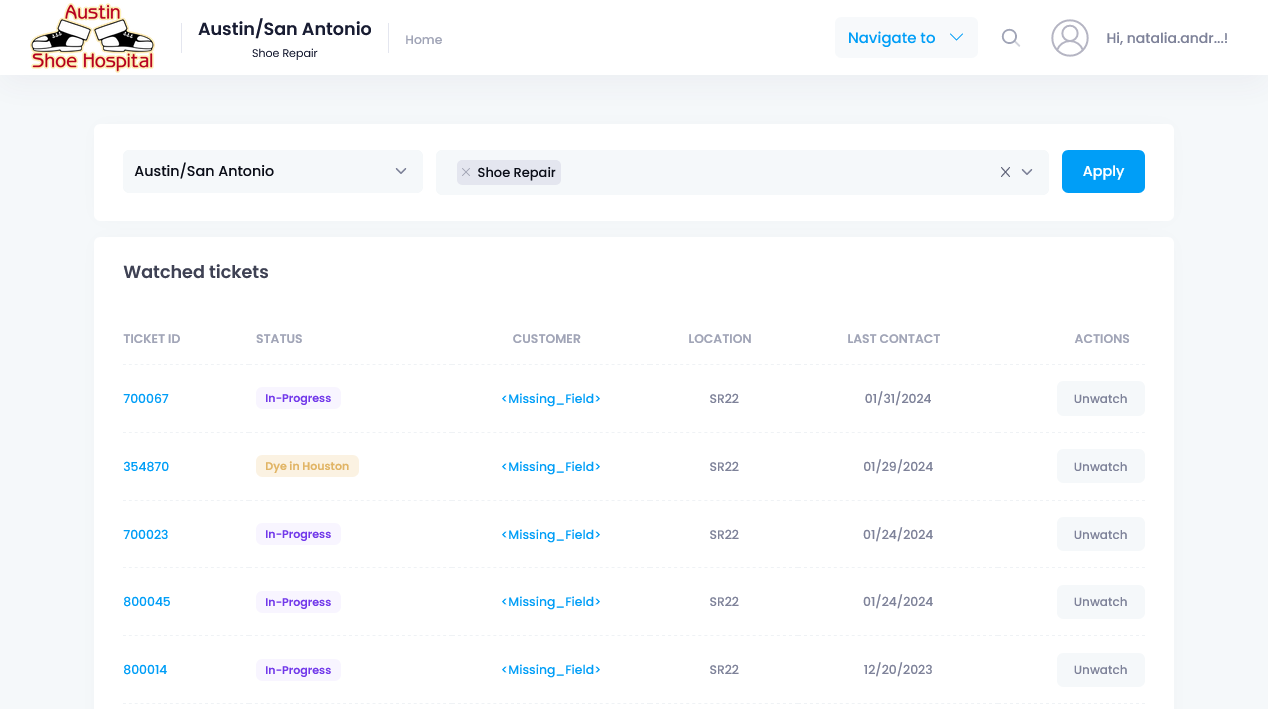 Austin
Shoe Hospital
Austin/San Antonio
Shoe Repair
Home
Navigate to
Hi, natalia.andr...!
Austin/San Antonio
Shoe Repair
Apply
Watched tickets
TICKET ID STATUS CUSTOMER LOCATION LAST CONTACT ACTIONS
700067 In-Progress <Missing_Field> SR22 01/31/2024 Unwatch
354870 Dye in Houston <Missing_Field> SR22 01/29/2024 Unwatch
700023 In-Progress <Missing_Field> SR22 01/24/2024 Unwatch
800045 In-Progress <Missing_Field> SR22 01/24/2024 Unwatch
800014 In-Progress <Missing_Field> SR22 12/20/2023 Unwatch